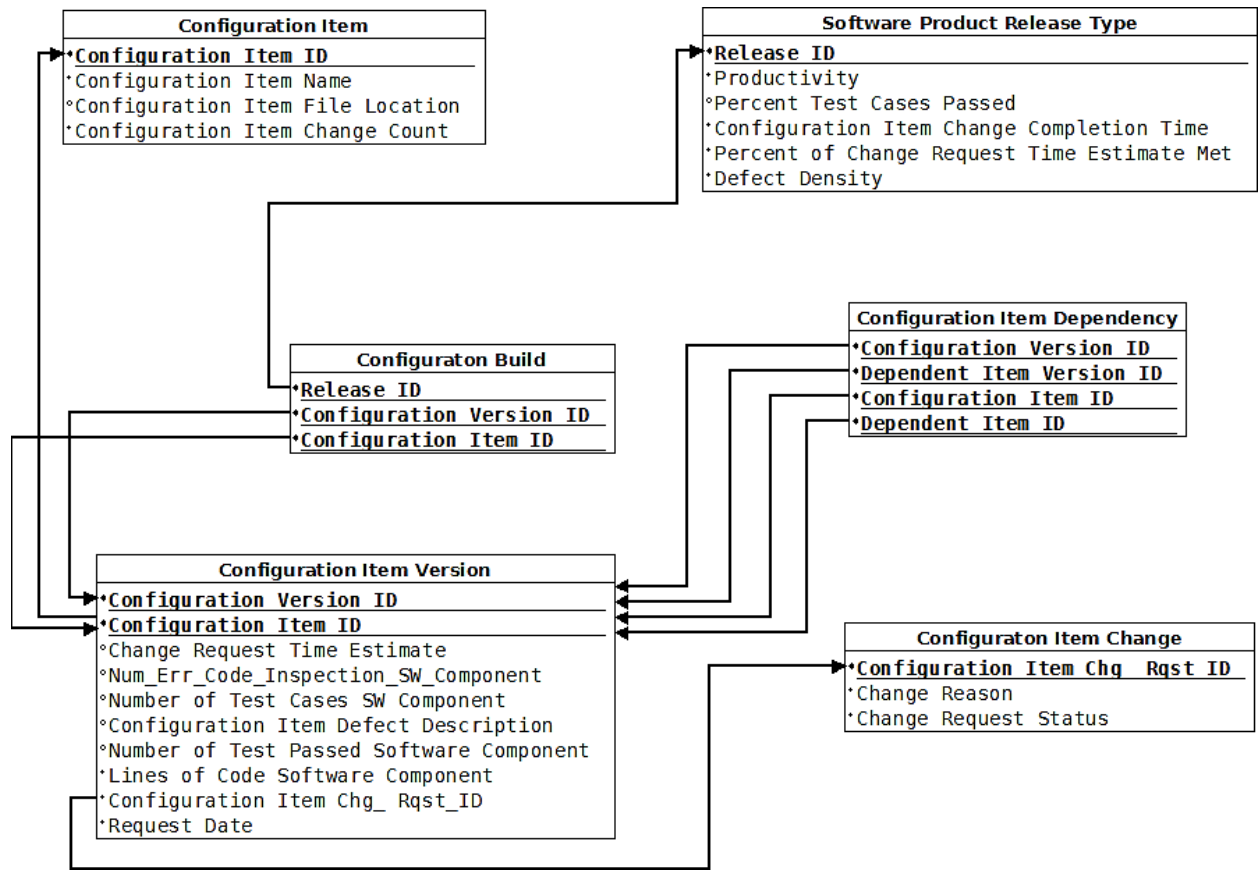 Configuration Item
Configuration Item ID
Configuration Item Name
Configuration Item File Location
Configuration Item Change Count
Software Product Release Type
Release ID
Productivity
Percent Test Cases Passed
Configuration Item Change Completion Time
Percent of Change Request Time Estimate Met
Defect Density
Configuraton Build
Release ID
Configuration Version ID
Configuration Item ID
Configuration Item Dependency
Configuration Version ID
Dependent Item Version ID
Configuration Item ID
Dependent Item ID
Configuration Item Version
Configuration Version ID
Configuration Item ID
Change Request Time Estimate
Num_Err_Code_Inspection_SW_Component
Number of Test Cases SW Component
Configuration Item Defect Description
Number of Test Passed Software Component
Lines of Code Software Component
Configuration Item Chg_ Rqst_ID
Request Date
Configuraton Item Change
Configuration Item Chg_ Rqst_ID
Change Reason
Change Request Status